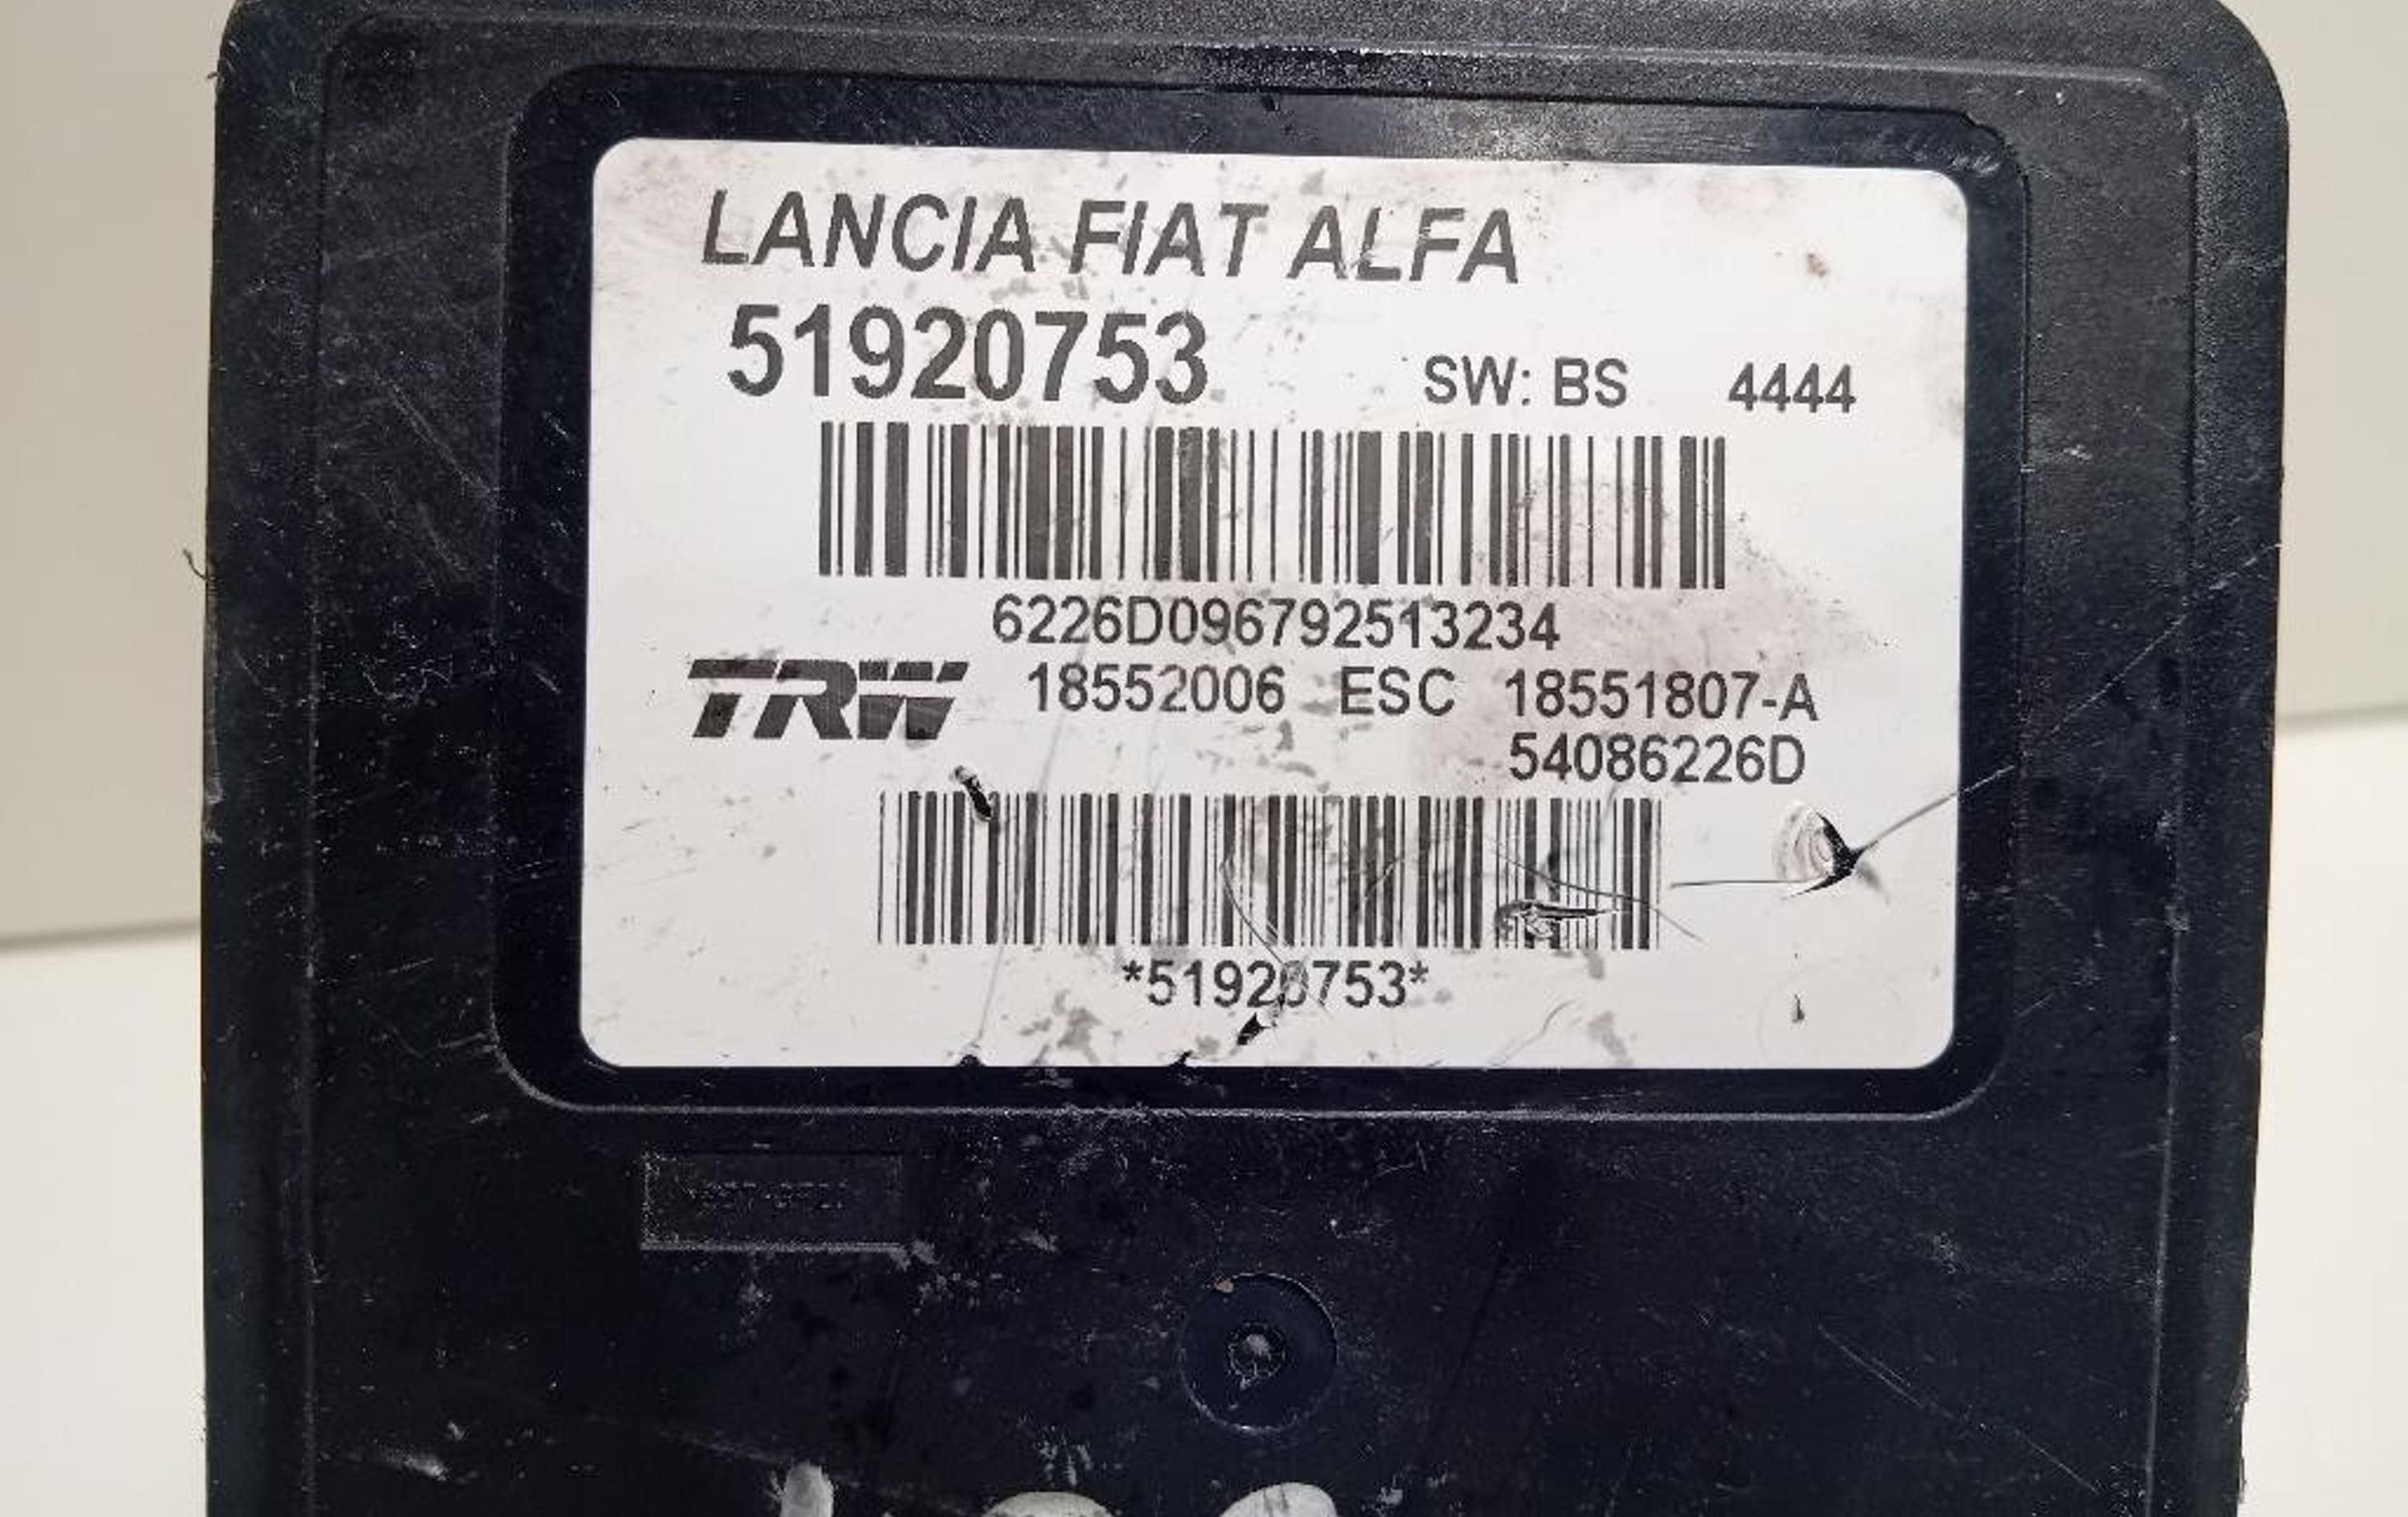 LANCIA FIAT ALFA
51920753 SW: BS 4444
6226D096792513234
TRW 18552006 ESC 18551807-A
54086226D
*51920753*